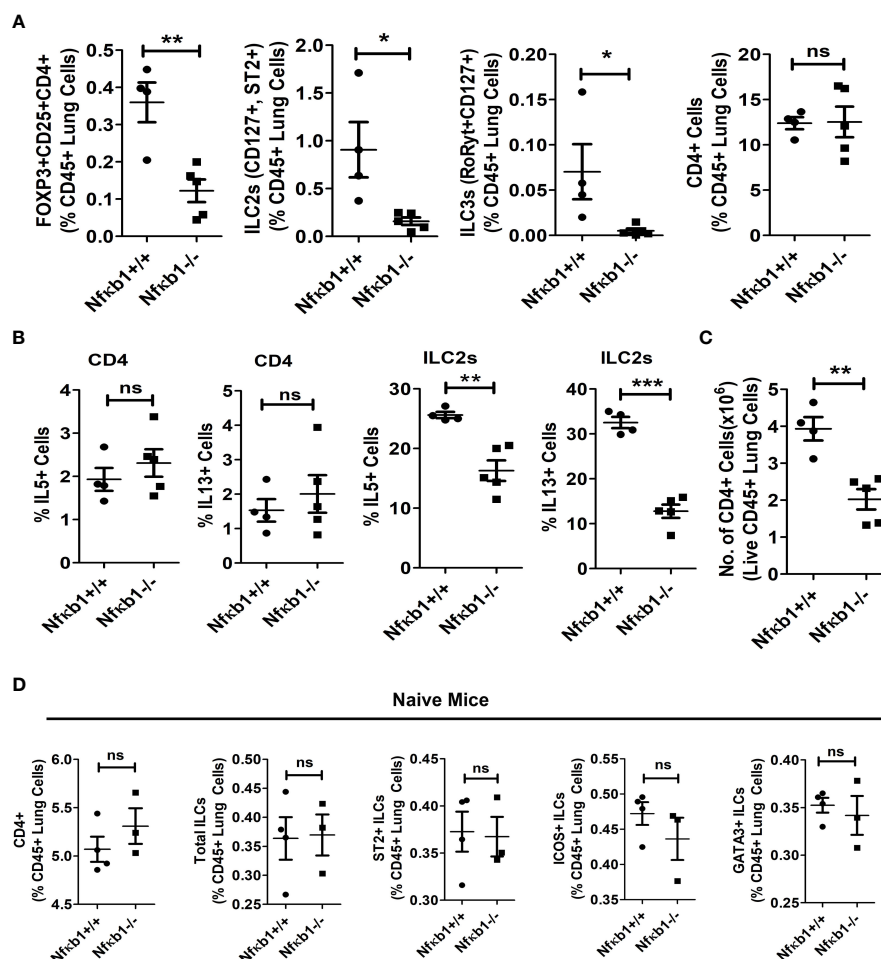 A
FOXP3+CD25+CD4+
(% CD45+ Lung Cells)
0.5
0.4
0.3
0.2
0.1
0.0
**
Nfκb1+/+
Nfκb1-/-
ILC2s (CD127+, ST2+)
(% CD45+ Lung Cells)
2.0
1.5
1.0
0.5
0.0
*
Nfκb1+/+
Nfκb1-/-
ILC3s (RoRγt+CD127+)
(% CD45+ Lung Cells)
0.20
0.15
0.10
0.05
0.00
*
Nfκb1+/+
Nfκb1-/-
CD4+ Cells
(% CD45+ Lung Cells)
20
15
10
5
0
ns
Nfκb1+/+
Nfκb1-/-
B
CD4
% IL5+ Cells
4
3
2
1
0
ns
Nfκb1+/+
Nfκb1-/-
CD4
% IL13+ Cells
5
4
3
2
1
0
ns
Nfκb1+/+
Nfκb1-/-
ILC2s
% IL5+ Cells
30
20
10
0
**
Nfκb1+/+
Nfκb1-/-
ILC2s
% IL13+ Cells
40
30
20
10
0
***
Nfκb1+/+
Nfκb1-/-
C
No. of CD4+ Cells(x10⁶)
(Live CD45+ Lung Cells)
5
4
3
2
1
0
**
Nfκb1+/+
Nfκb1-/-
D
Naive Mice
CD4+
(% CD45+ Lung Cells)
6.0
5.5
5.0
4.5
ns
Nfκb1+/+
Nfκb1-/-
Total ILCs
(% CD45+ Lung Cells)
0.50
0.45
0.40
0.35
0.30
0.25
ns
Nfκb1+/+
Nfκb1-/-
ST2+ ILCs
(% CD45+ Lung Cells)
0.45
0.40
0.35
0.30
ns
Nfκb1+/+
Nfκb1-/-
ICOS+ ILCs
(% CD45+ Lung Cells)
0.55
0.50
0.45
0.40
0.35
ns
Nfκb1+/+
Nfκb1-/-
GATA3+ ILCs
(% CD45+ Lung Cells)
0.40
0.35
0.30
0.25
ns
Nfκb1+/+
Nfκb1-/-